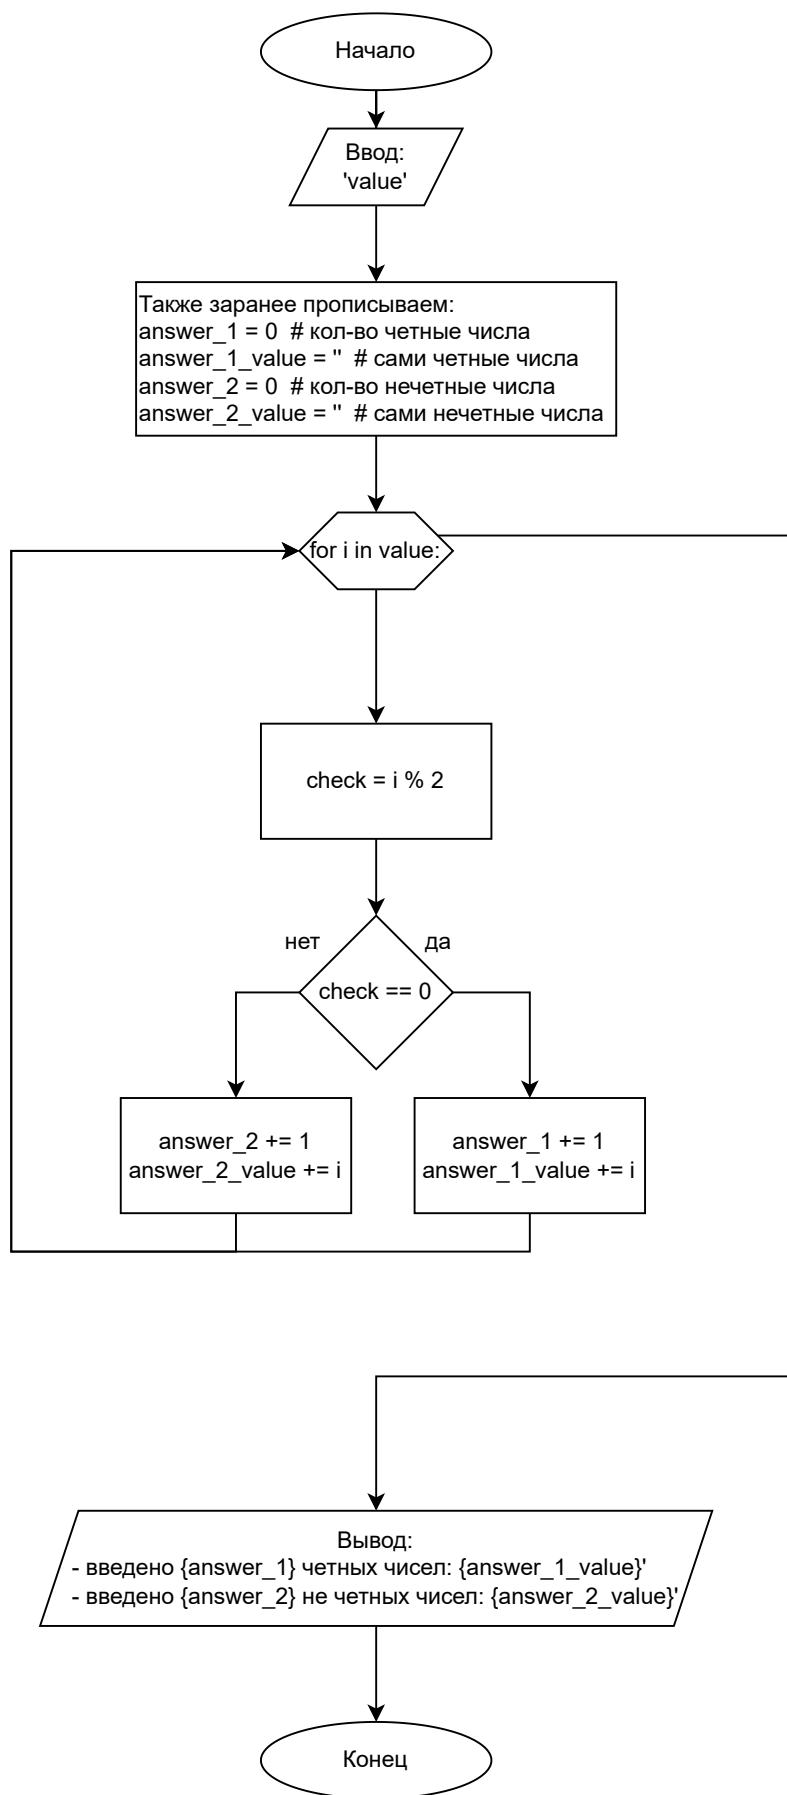 Начало
Ввод:
'value'
Также заранее прописываем:
answer_1 = 0  # кол-во четные числа
answer_1_value = ''  # сами четные числа
answer_2 = 0  # кол-во нечетные числа
answer_2_value = ''  # сами нечетные числа
for i in value:
check = i % 2
нет
да
check == 0
answer_2 += 1
answer_2_value += i
answer_1 += 1
answer_1_value += i
Вывод:
- введено {answer_1} четных чисел: {answer_1_value}'
- введено {answer_2} не четных чисел: {answer_2_value}'
Конец